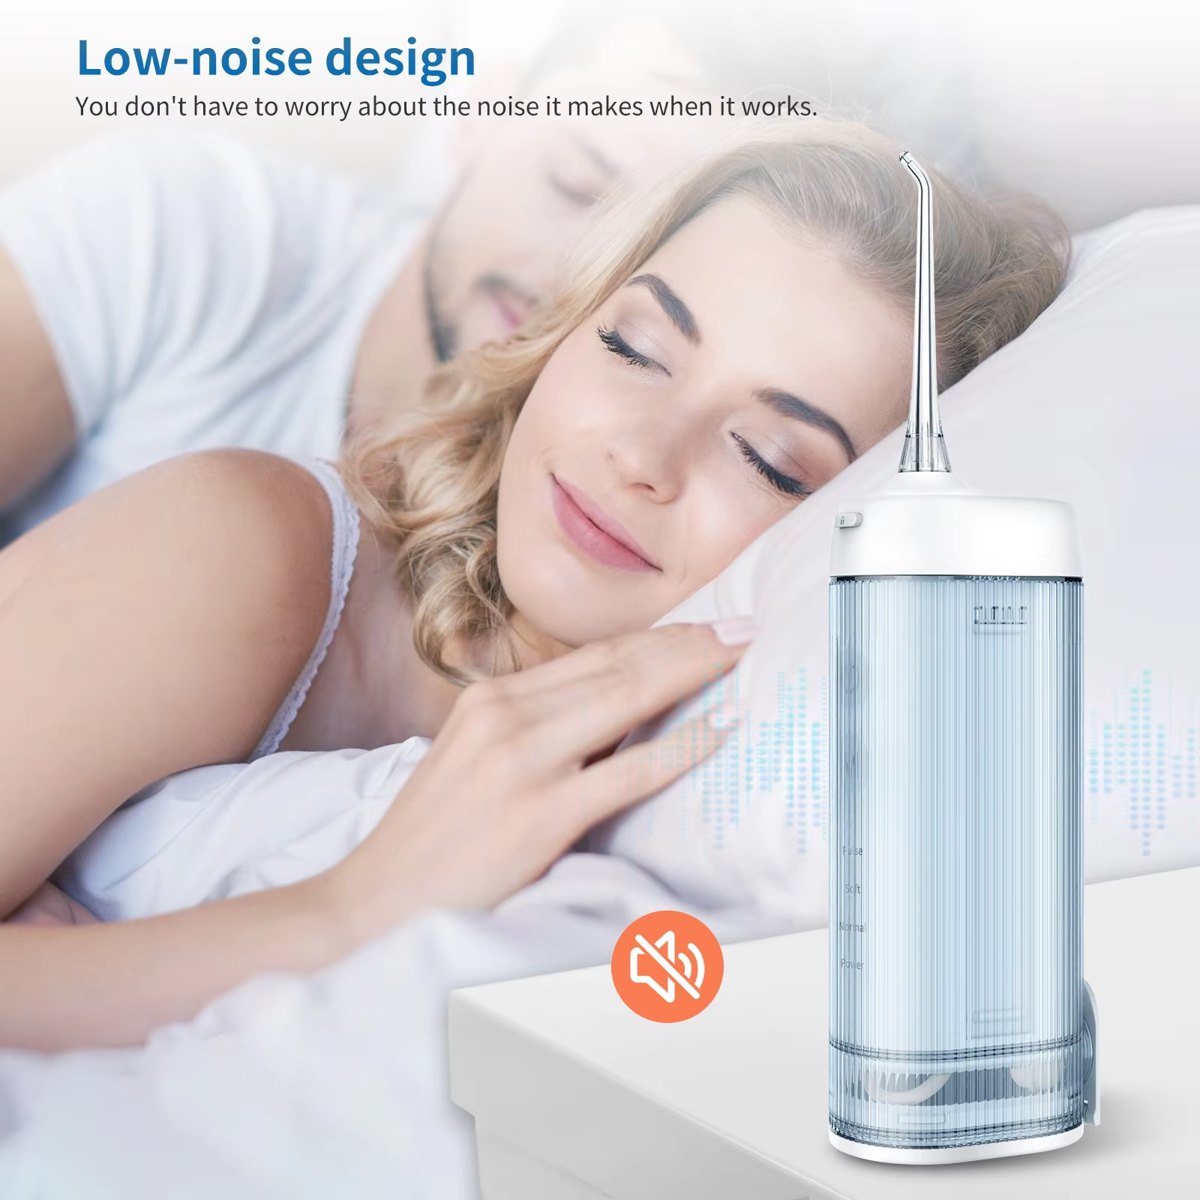 Low-noise design
You don't have to worry about the noise it makes when it works.
Pulse
Soft
Normal
Power